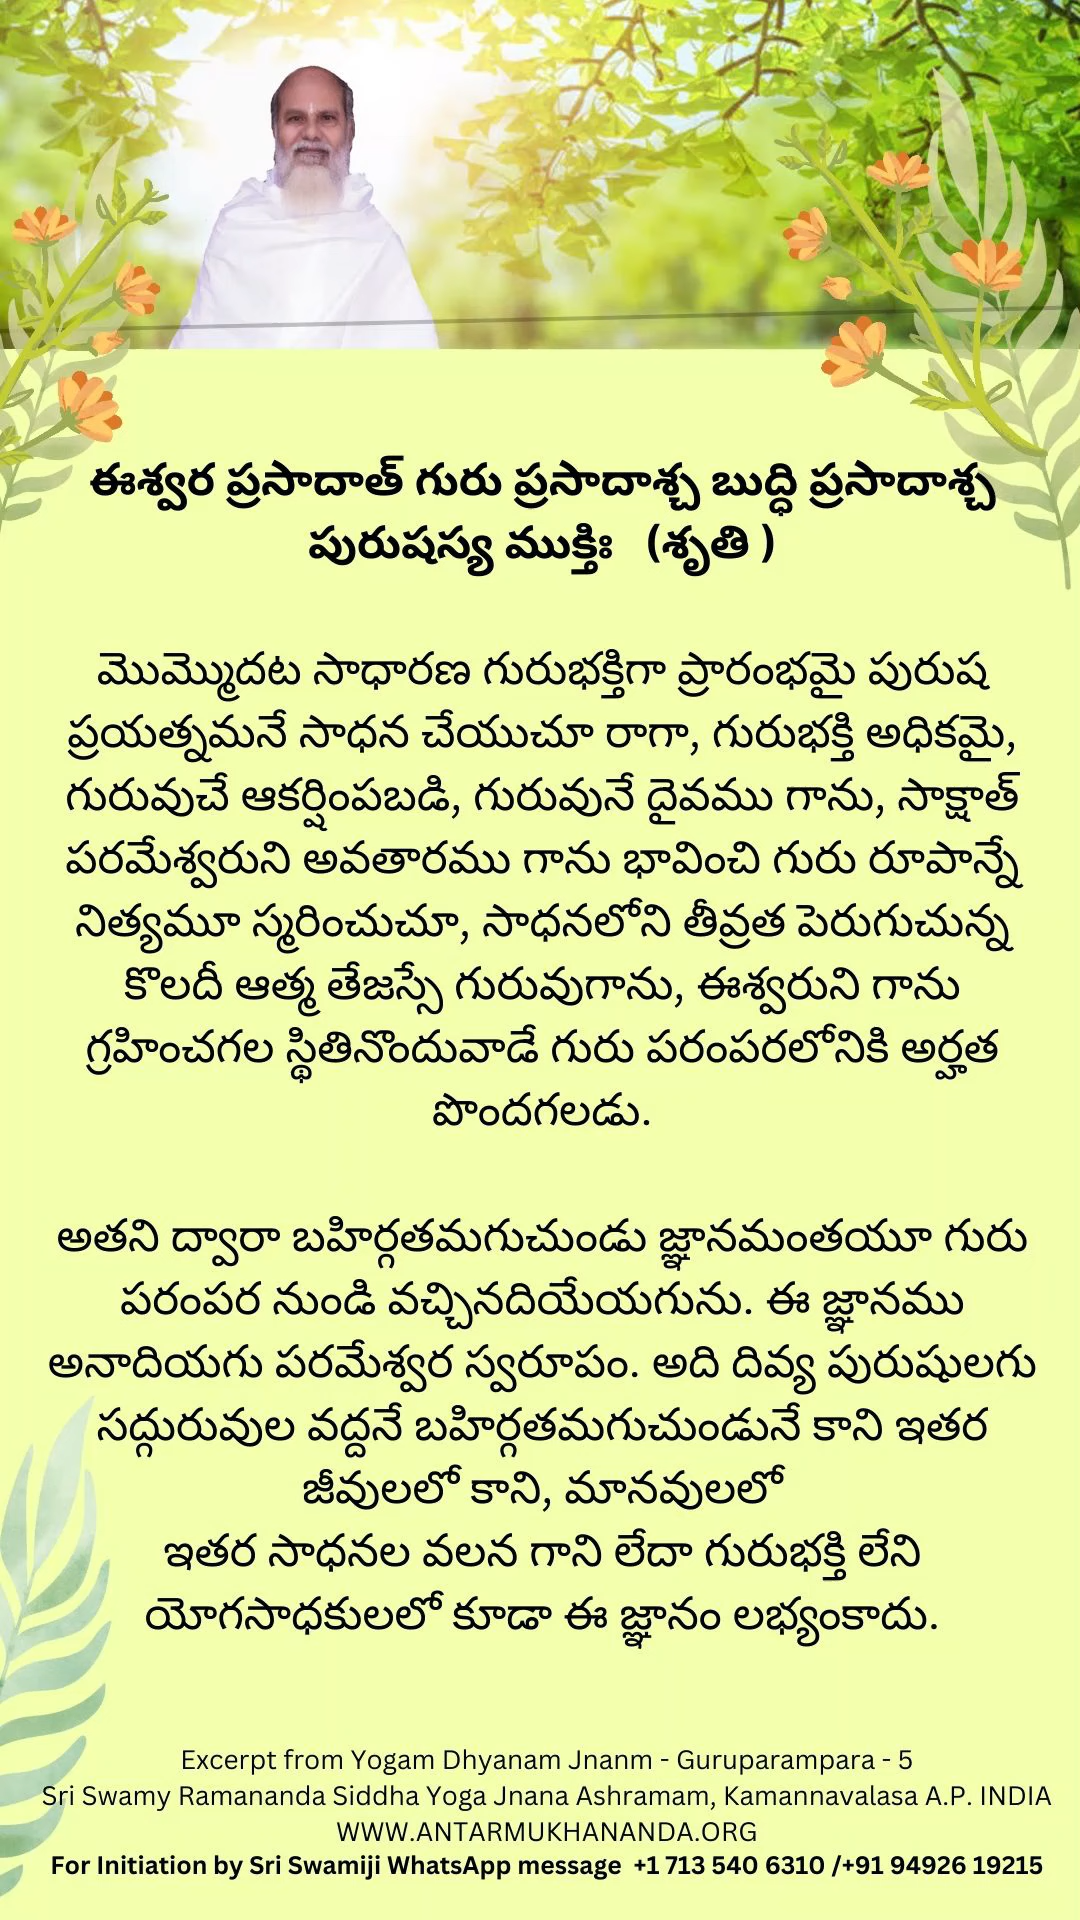 ఈశ్వర ప్రసాదాత్ గురు ప్రసాదాశ్చ బుద్ధి ప్రసాదాశ్చ
పురుషస్య ముక్తిః (శృతి )
మొమ్మొదట సాధారణ గురుభక్తిగా ప్రారంభమై పురుష
ప్రయత్నమనే సాధన చేయుచూ రాగా, గురుభక్తి అధికమై,
గురువుచే ఆకర్షింపబడి, గురువునే దైవము గాను, సాక్షాత్
పరమేశ్వరుని అవతారము గాను భావించి గురు రూపాన్నే
నిత్యమూ స్మరించుచూ, సాధనలోని తీవ్రత పెరుగుచున్న
కొలదీ ఆత్మ తేజస్సే గురువుగాను, ఈశ్వరుని గాను
గ్రహించగల స్థితినొందువాడే గురు పరంపరలోనికి అర్హత
పొందగలడు.
అతని ద్వారా బహిర్గతమగుచుండు జ్ఞానమంతయూ గురు
పరంపర నుండి వచ్చినదియేయగును. ఈ జ్ఞానము
అనాదియగు పరమేశ్వర స్వరూపం. అది దివ్య పురుషులగు
సద్గురువుల వద్దనే బహిర్గతమగుచుండునే కాని ఇతర
జీవులలో కాని, మానవులలో
ఇతర సాధనల వలన గాని లేదా గురుభక్తి లేని
యోగసాధకులలో కూడా ఈ జ్ఞానం లభ్యంకాదు.
Excerpt from Yogam Dhyanam Jnanm - Guruparampara - 5
Sri Swamy Ramananda Siddha Yoga Jnana Ashramam, Kamannavalasa A.P. INDIA
WWW.ANTARMUKHANANDA.ORG
For Initiation by Sri Swamiji WhatsApp message +1 713 540 6310 /+91 94926 19215